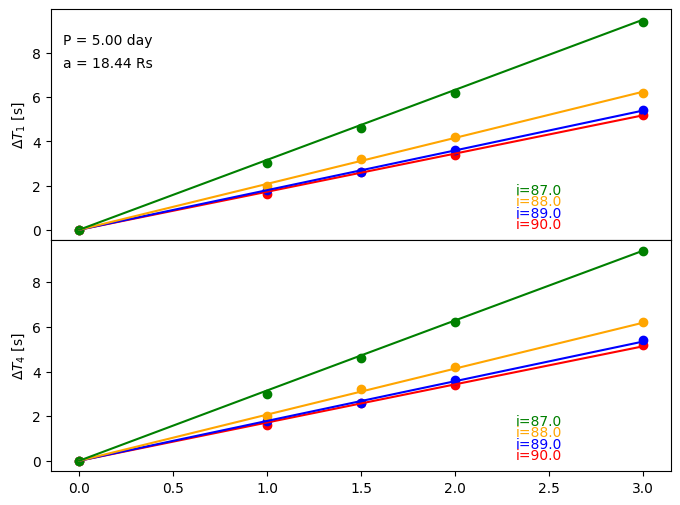 P = 5.00 day
a = 18.44 Rs
ΔT₁ [s]
8
6
4
2
0
i=87.0
i=88.0
i=89.0
i=90.0
ΔT₄ [s]
8
6
4
2
0
i=87.0
i=88.0
i=89.0
i=90.0
0.0 0.5 1.0 1.5 2.0 2.5 3.0